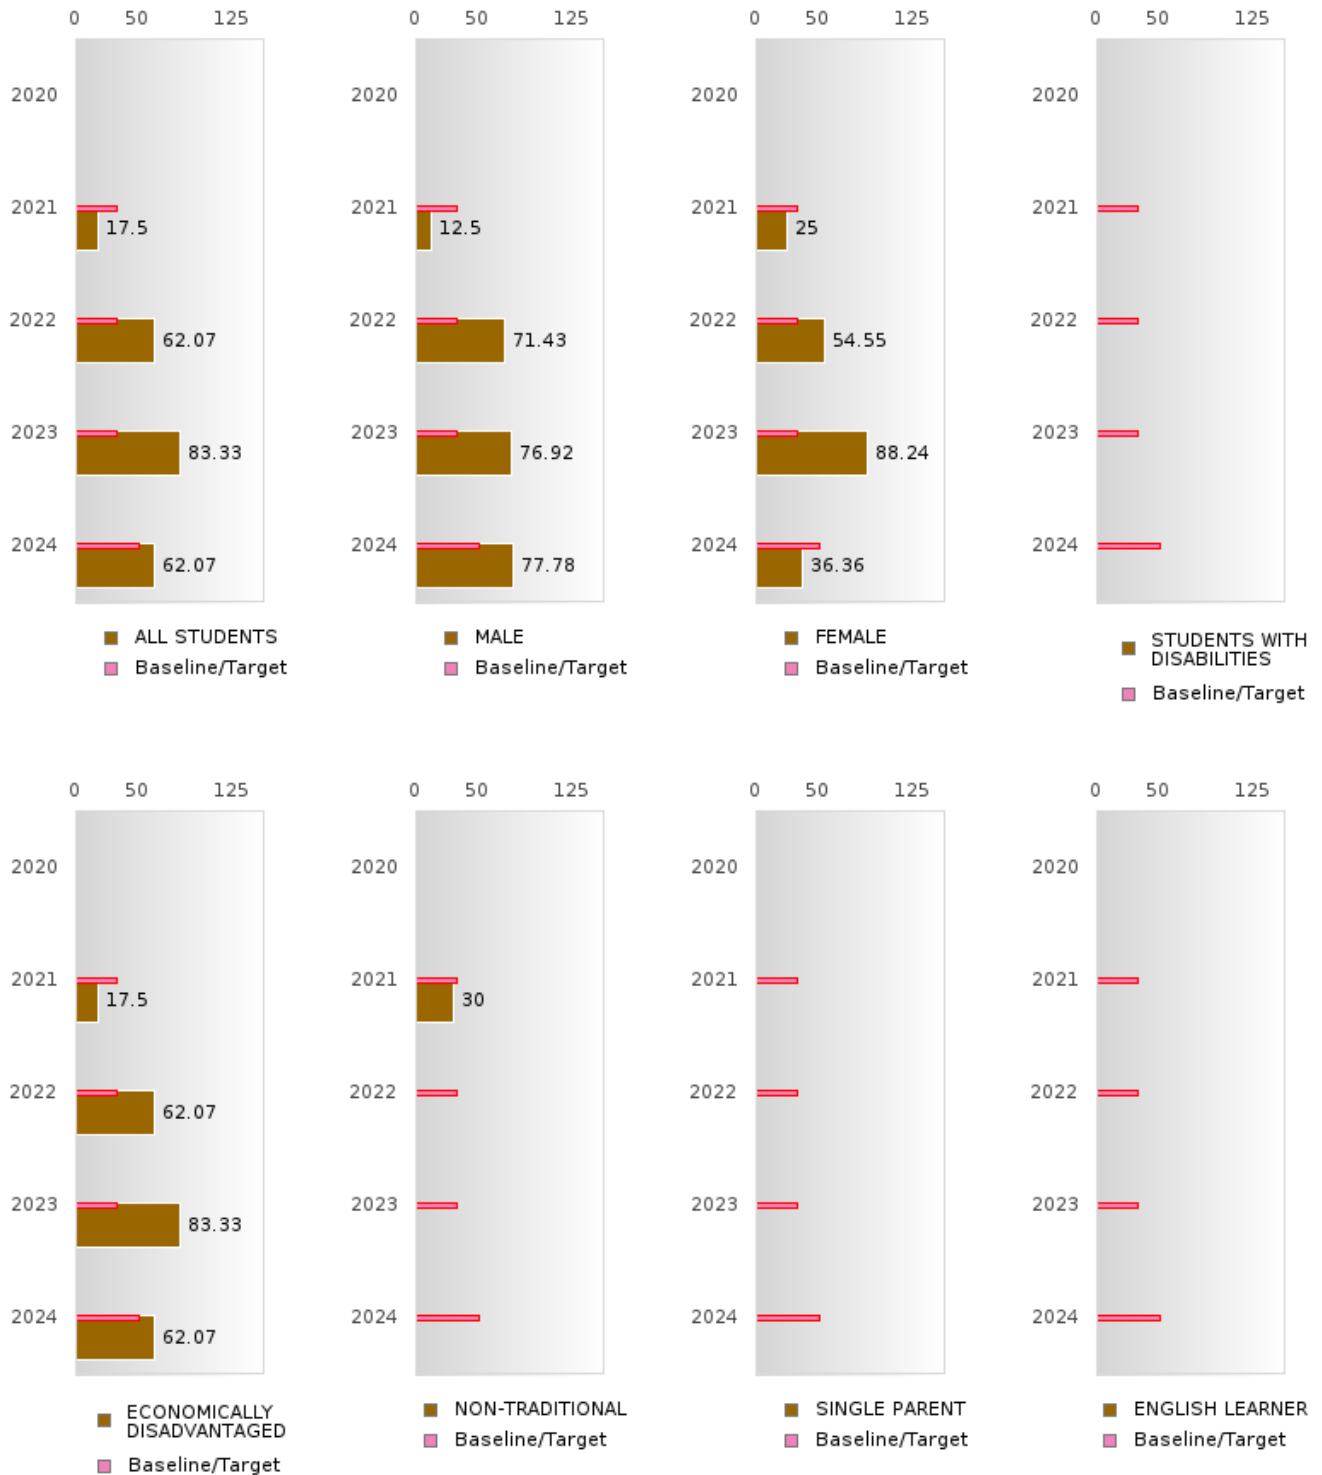 0 50 125 0 50 125 0 50 125 0 50 125
2020 2020 2020 2020
2021 2021 2021 2021
17.5 12.5 25
2022 2022 2022 2022
62.07 71.43 54.55
2023 2023 2023 2023
83.33 76.92 88.24
2024 2024 2024 2024
62.07 77.78 36.36
ALL STUDENTS MALE FEMALE STUDENTS WITH
DISABILITIES
Baseline/Target Baseline/Target Baseline/Target Baseline/Target
0 50 125 0 50 125 0 50 125 0 50 125
2020 2020 2020 2020
2021 2021 2021 2021
17.5 30
2022 2022 2022 2022
62.07
2023 2023 2023 2023
83.33
2024 2024 2024 2024
62.07
ECONOMICALLY NON-TRADITIONAL SINGLE PARENT ENGLISH LEARNER
DISADVANTAGED
Baseline/Target Baseline/Target Baseline/Target Baseline/Target